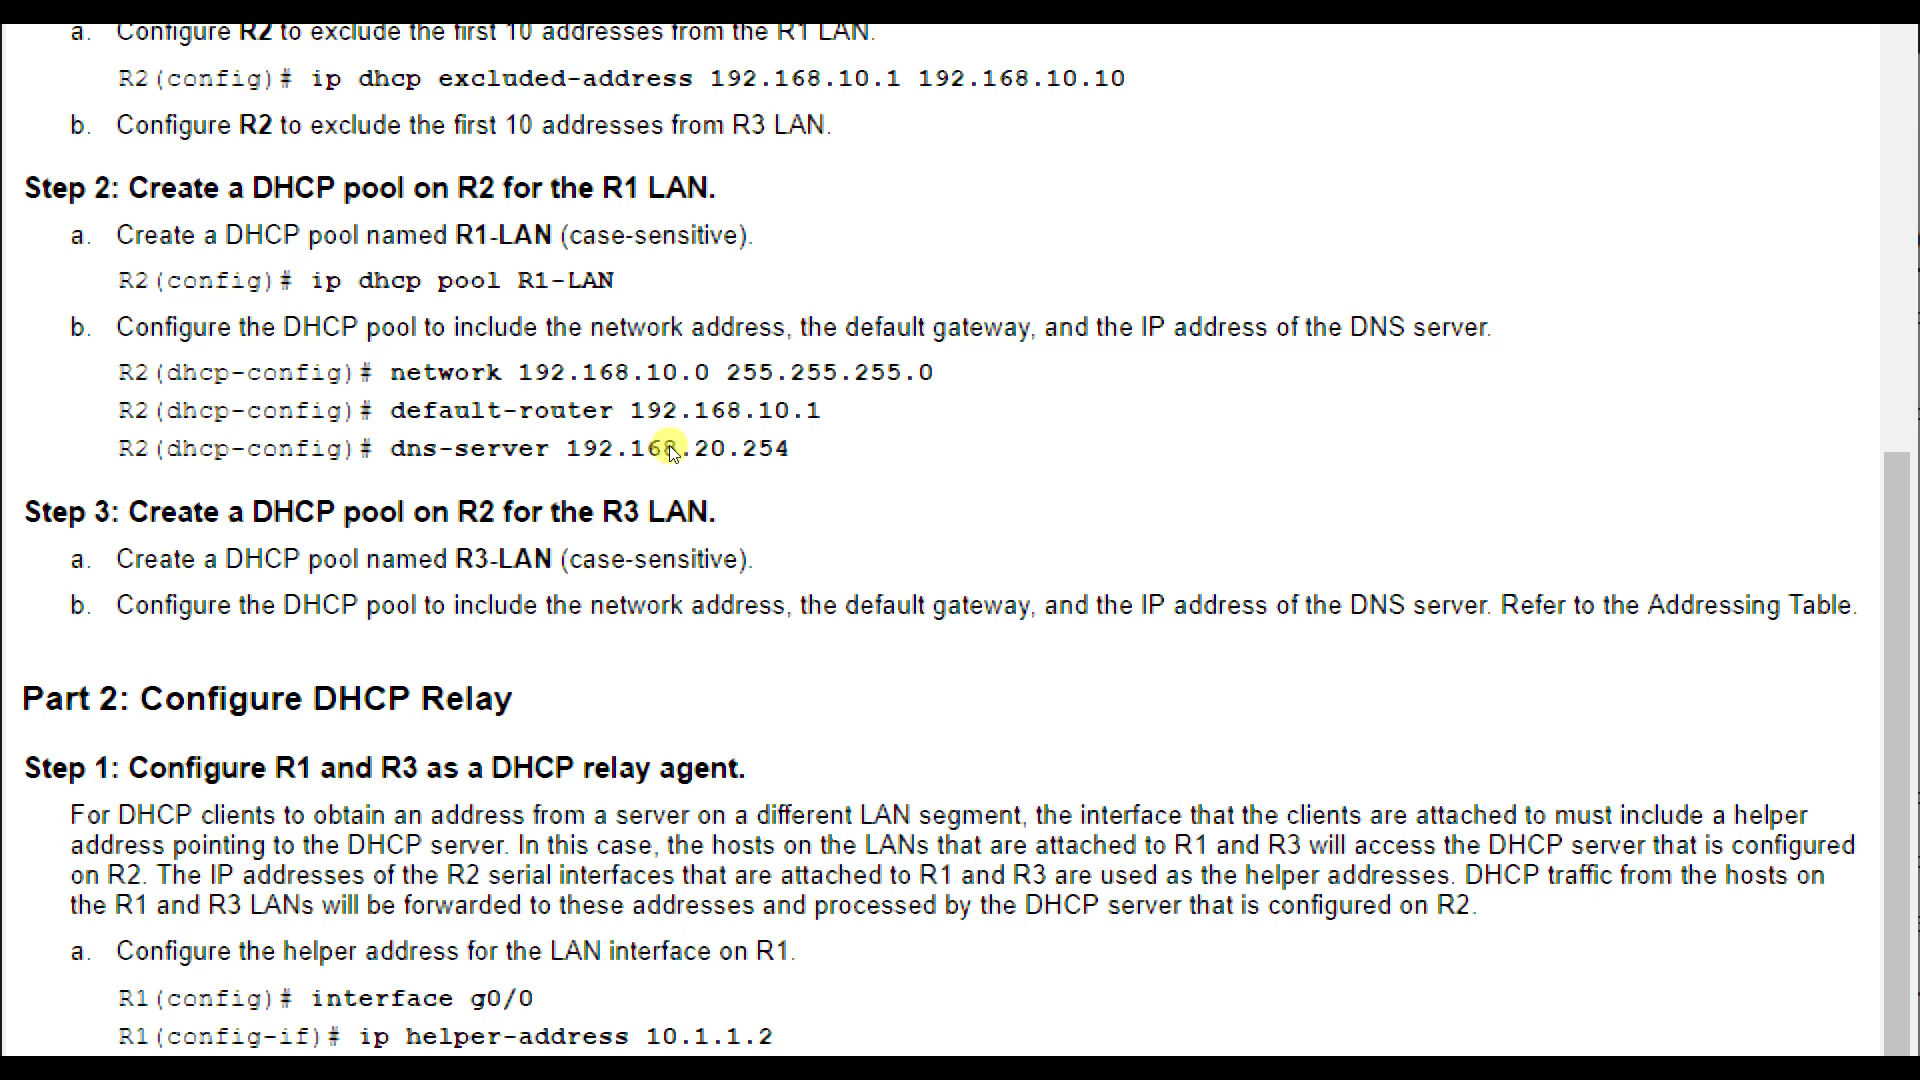 a. Configure R2 to exclude the first 10 addresses from the R1 LAN.
R2(config)# ip dhcp excluded-address 192.168.10.1 192.168.10.10
b. Configure R2 to exclude the first 10 addresses from R3 LAN.
Step 2: Create a DHCP pool on R2 for the R1 LAN.
a. Create a DHCP pool named R1-LAN (case-sensitive).
R2(config)# ip dhcp pool R1-LAN
b. Configure the DHCP pool to include the network address, the default gateway, and the IP address of the DNS server.
R2(dhcp-config)# network 192.168.10.0 255.255.255.0
R2(dhcp-config)# default-router 192.168.10.1
R2(dhcp-config)# dns-server 192.168.20.254
Step 3: Create a DHCP pool on R2 for the R3 LAN.
a. Create a DHCP pool named R3-LAN (case-sensitive).
b. Configure the DHCP pool to include the network address, the default gateway, and the IP address of the DNS server. Refer to the Addressing Table.
Part 2: Configure DHCP Relay
Step 1: Configure R1 and R3 as a DHCP relay agent.
For DHCP clients to obtain an address from a server on a different LAN segment, the interface that the clients are attached to must include a helper
address pointing to the DHCP server. In this case, the hosts on the LANs that are attached to R1 and R3 will access the DHCP server that is configured
on R2. The IP addresses of the R2 serial interfaces that are attached to R1 and R3 are used as the helper addresses. DHCP traffic from the hosts on
the R1 and R3 LANs will be forwarded to these addresses and processed by the DHCP server that is configured on R2.
a. Configure the helper address for the LAN interface on R1.
R1(config)# interface g0/0
R1(config-if)# ip helper-address 10.1.1.2